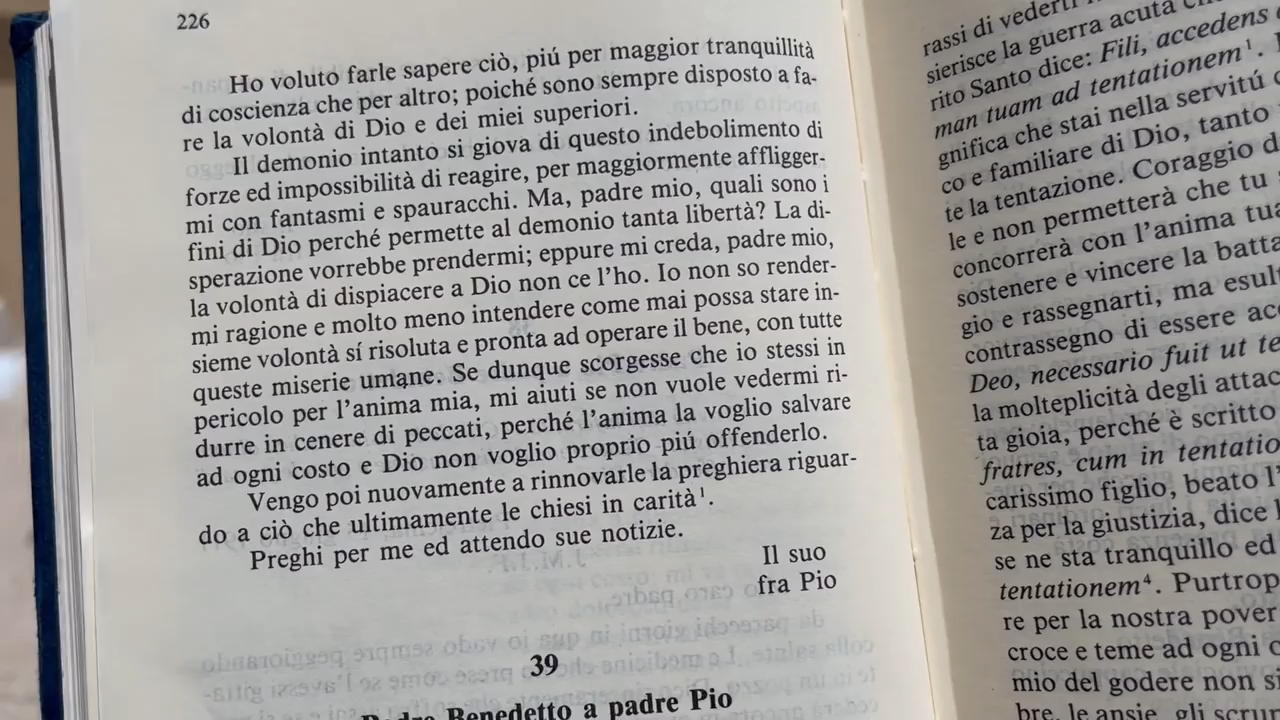 226
Ho voluto farle sapere ciò, piú per maggior tranquillità
di coscienza che per altro; poiché sono sempre disposto a fa-
re la volontà di Dio e dei miei superiori.
Il demonio intanto si giova di questo indebolimento di
forze ed impossibilità di reagire, per maggiormente affligger-
mi con fantasmi e spauracchi. Ma, padre mio, quali sono i
fini di Dio perché permette al demonio tanta libertà? La di-
sperazione vorrebbe prendermi; eppure mi creda, padre mio,
la volontà di dispiacere a Dio non ce l'ho. Io non so render-
mi ragione e molto meno intendere come mai possa stare in-
sieme volontà sí risoluta e pronta ad operare il bene, con tutte
queste miserie umane. Se dunque scorgesse che io stessi in
pericolo per l'anima mia, mi aiuti se non vuole vedermi ri-
durre in cenere di peccati, perché l'anima la voglio salvare
ad ogni costo e Dio non voglio proprio piú offenderlo.
Vengo poi nuovamente a rinnovarle la preghiera riguar-
do a ciò che ultimamente le chiesi in carità¹.
Preghi per me ed attendo sue notizie.
Il suo
fra Pio
39
Padre Benedetto a padre Pio
rassi di vederti
sierisce la guerra acuta
rito Santo dice: Fili, accedens
man tuam ad tentationem¹.
gnifica che stai nella servitú
co e familiare di Dio, tanto
te la tentazione. Coraggio
le e non permetterà che tu
concorrerà con l'anima tua
sostenere e vincere la batta
gio e rassegnarti, ma esul
contrassegno di essere acc
Deo, necessario fuit ut te
la molteplicità degli attac
ta gioia, perché è scritto
fratres, cum in tentatio
carissimo figlio, beato l'
za per la giustizia, dice
se ne sta tranquillo ed
tentationem⁴. Purtrop
re per la nostra pover
croce e teme ad ogni
mio del godere non si
bre, le ansie, gli scrup